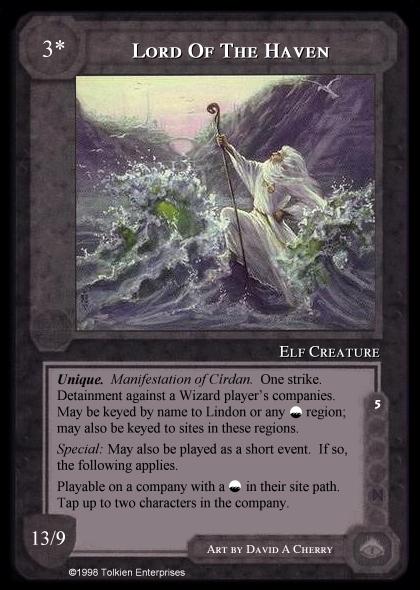 3*
LORD OF THE HAVEN
ELF CREATURE
Unique. Manifestation of Círdan. One strike.
Detainment against a Wizard player's companies.
May be keyed by name to Lindon or any region;
may also be keyed to sites in these regions.
Special: May also be played as a short event. If so,
the following applies.
Playable on a company with a in their site path.
Tap up to two characters in the company.
5
13/9
ART BY DAVID A CHERRY
©1998 Tolkien Enterprises